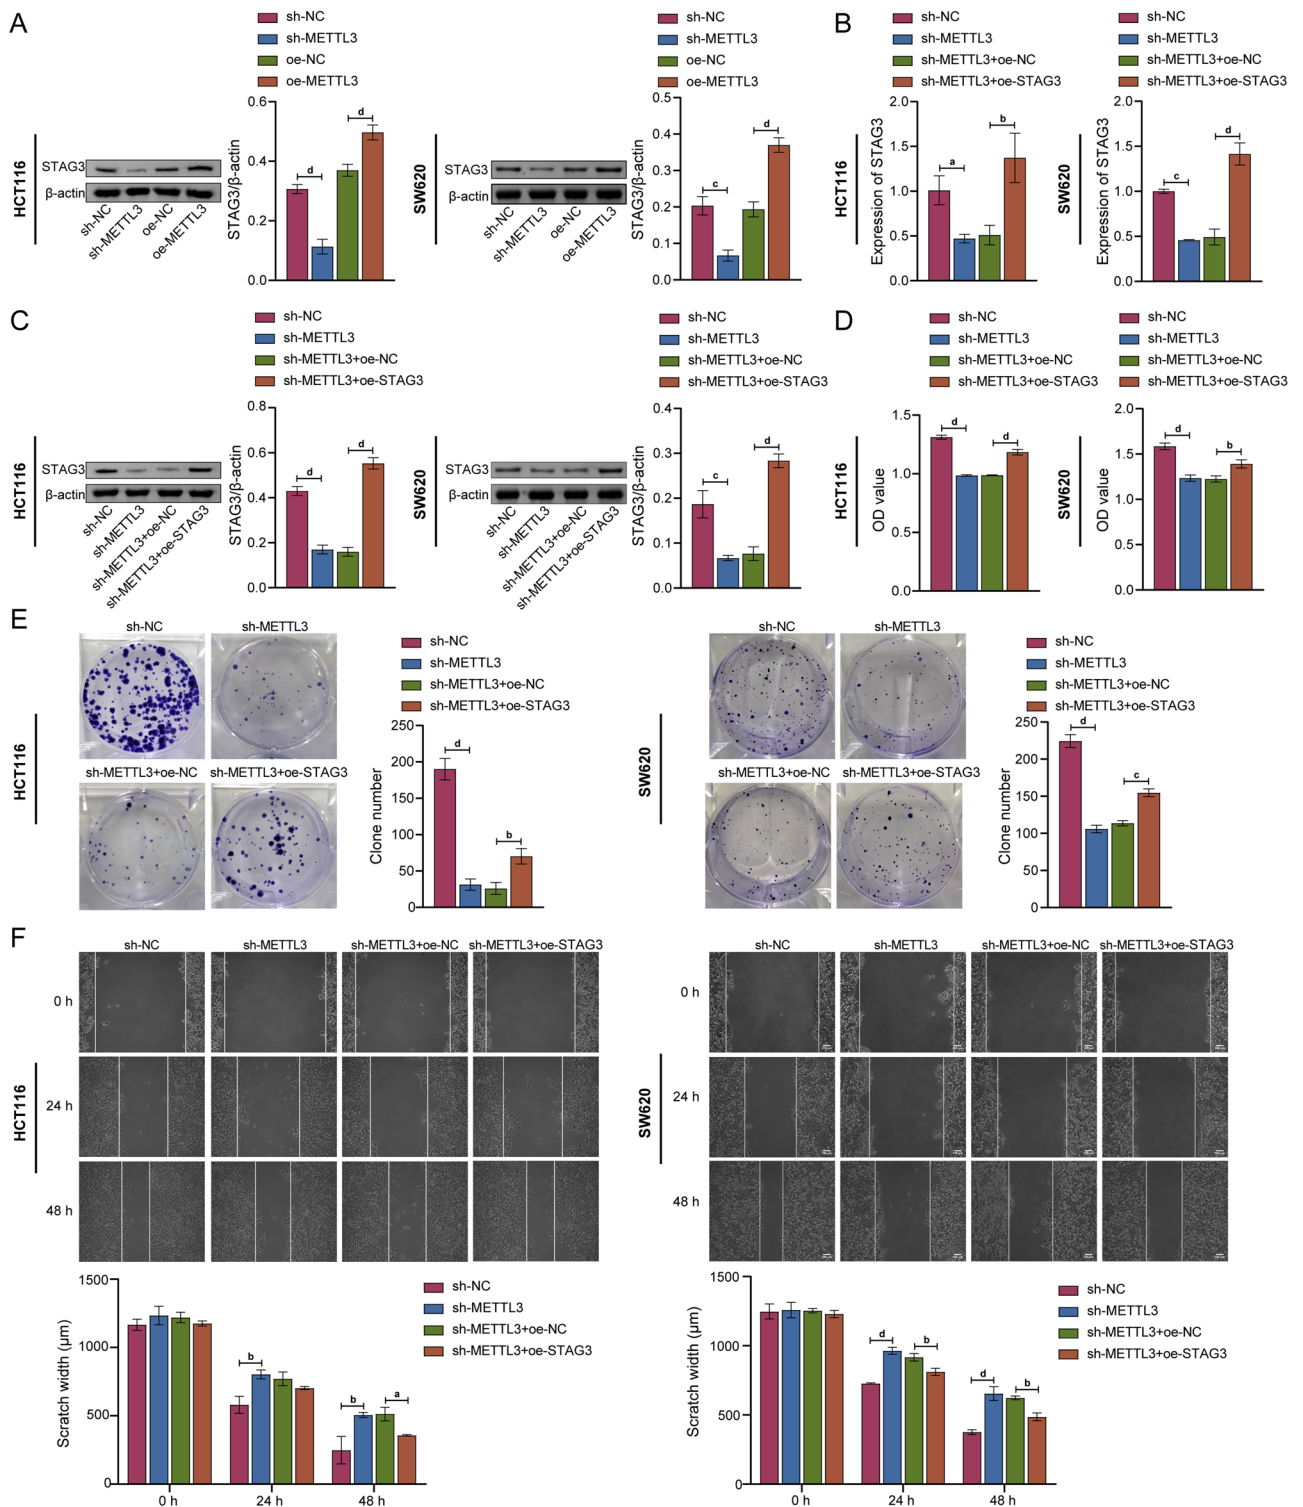 A
sh-NC
sh-METTL3
oe-NC
oe-METTL3
HCT116
STAG3
β-actin
sh-NC
sh-METTL3
oe-NC
oe-METTL3
STAG3/β-actin
0.6
0.4
0.2
0.0
d
d
sh-NC
sh-METTL3
oe-NC
oe-METTL3
SW620
STAG3
β-actin
sh-NC
sh-METTL3
oe-NC
oe-METTL3
STAG3/β-actin
0.5
0.4
0.3
0.2
0.1
0.0
c
d
B
sh-NC
sh-METTL3
sh-METTL3+oe-NC
sh-METTL3+oe-STAG3
HCT116
Expression of STAG3
2.0
1.5
1.0
0.5
0.0
a
b
sh-NC
sh-METTL3
sh-METTL3+oe-NC
sh-METTL3+oe-STAG3
SW620
Expression of STAG3
2.0
1.5
1.0
0.5
0.0
c
d
C
sh-NC
sh-METTL3
sh-METTL3+oe-NC
sh-METTL3+oe-STAG3
HCT116
STAG3
β-actin
sh-NC
sh-METTL3
sh-METTL3+oe-NC
sh-METTL3+oe-STAG3
STAG3/β-actin
0.8
0.6
0.4
0.2
0.0
d
d
sh-NC
sh-METTL3
sh-METTL3+oe-NC
sh-METTL3+oe-STAG3
SW620
STAG3
β-actin
sh-NC
sh-METTL3
sh-METTL3+oe-NC
sh-METTL3+oe-STAG3
STAG3/β-actin
0.4
0.3
0.2
0.1
0.0
c
d
D
sh-NC
sh-METTL3
sh-METTL3+oe-NC
sh-METTL3+oe-STAG3
HCT116
OD value
1.5
1.0
0.5
0.0
d
d
sh-NC
sh-METTL3
sh-METTL3+oe-NC
sh-METTL3+oe-STAG3
SW620
OD value
2.0
1.5
1.0
0.5
0.0
d
b
E
HCT116
sh-NC
sh-METTL3
sh-METTL3+oe-NC
sh-METTL3+oe-STAG3
sh-NC
sh-METTL3
sh-METTL3+oe-NC
sh-METTL3+oe-STAG3
Clone number
250
200
150
100
50
0
d
b
SW620
sh-NC
sh-METTL3
sh-METTL3+oe-NC
sh-METTL3+oe-STAG3
sh-NC
sh-METTL3
sh-METTL3+oe-NC
sh-METTL3+oe-STAG3
Clone number
250
200
150
100
50
0
d
c
F
sh-NC
sh-METTL3
sh-METTL3+oe-NC
sh-METTL3+oe-STAG3
HCT116
0 h
24 h
48 h
sh-NC
sh-METTL3
sh-METTL3+oe-NC
sh-METTL3+oe-STAG3
Scratch width (μm)
1500
1000
500
0
b
b
a
0 h
24 h
48 h
sh-NC
sh-METTL3
sh-METTL3+oe-NC
sh-METTL3+oe-STAG3
SW620
0 h
24 h
48 h
sh-NC
sh-METTL3
sh-METTL3+oe-NC
sh-METTL3+oe-STAG3
Scratch width (μm)
1500
1000
500
0
d
b
d
b
0 h
24 h
48 h